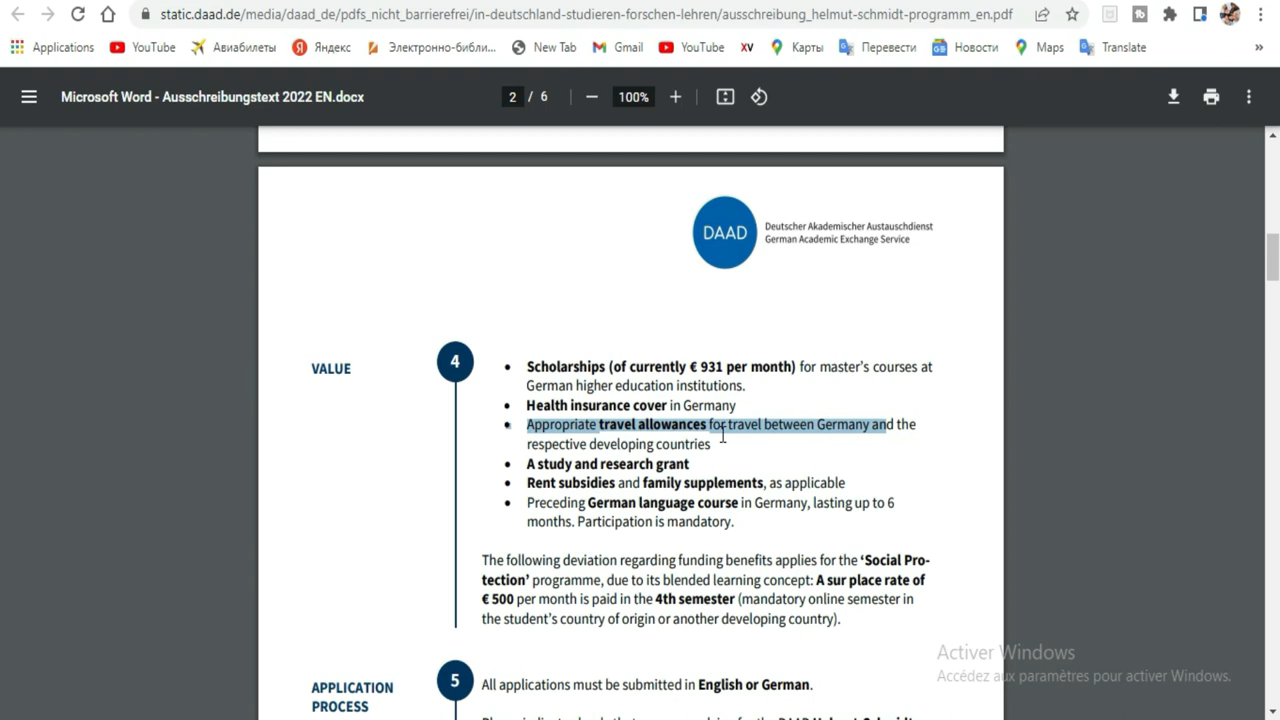 static.daad.de/media/daad_de/pdfs_nicht_barrierefrei/in-deutschland-studieren-forschen-lehren/ausschreibung_helmut-schmidt-programm_en.pdf
Applications YouTube Авиабилеты Яндекс Электронно-библи... New Tab Gmail YouTube XV Карты Перевести Новости Maps Translate »
Microsoft Word - Ausschreibungstext 2022 EN.docx 2 / 6 100%
DAAD
Deutscher Akademischer Austauschdienst
German Academic Exchange Service
VALUE
4
• Scholarships (of currently € 931 per month) for master's courses at
German higher education institutions.
• Health insurance cover in Germany
• Appropriate travel allowances for travel between Germany and the
respective developing countries
• A study and research grant
• Rent subsidies and family supplements, as applicable
• Preceding German language course in Germany, lasting up to 6
months. Participation is mandatory.
The following deviation regarding funding benefits applies for the ‘Social Pro-
tection’ programme, due to its blended learning concept: A sur place rate of
€ 500 per month is paid in the 4th semester (mandatory online semester in
the student's country of origin or another developing country).
Activer Windows
Accédez aux paramètres pour activer Windows.
APPLICATION
PROCESS
5
All applications must be submitted in English or German.